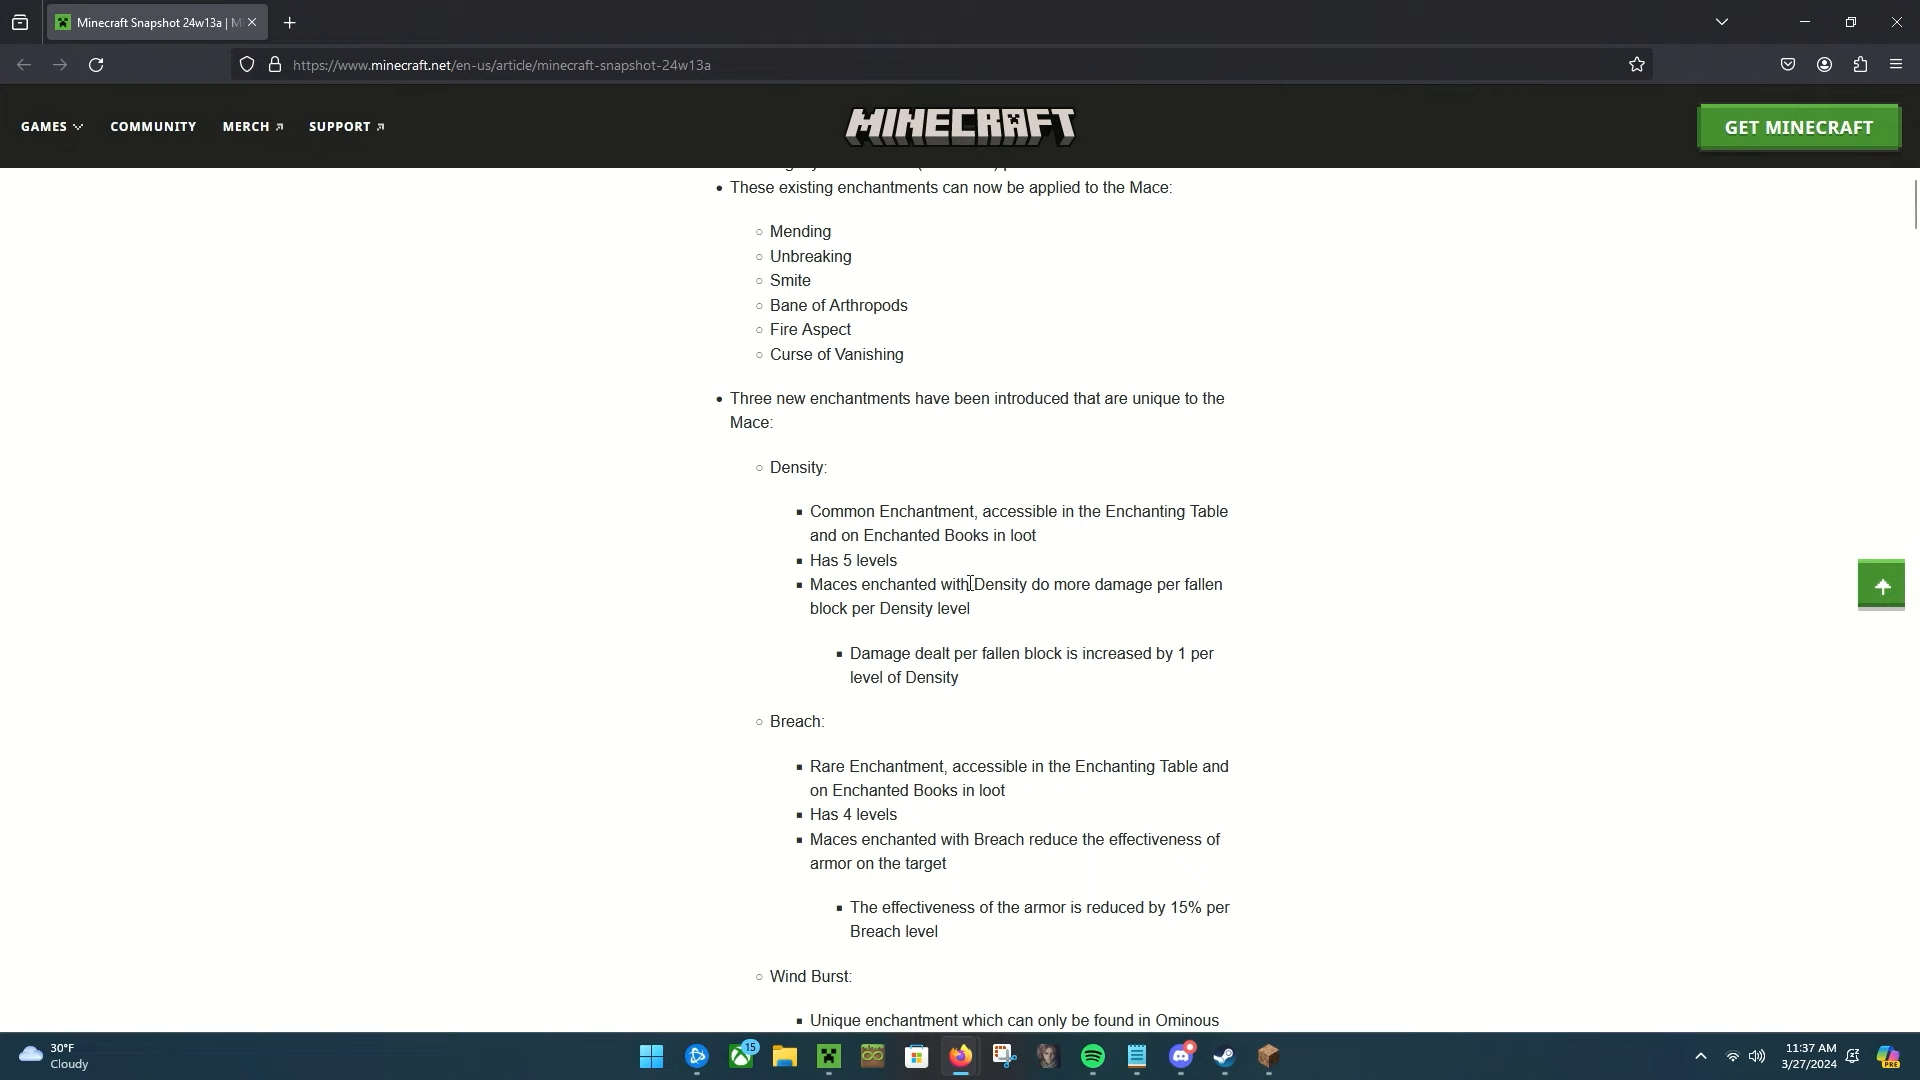 Minecraft Snapshot 24w13a | M
https://www.minecraft.net/en-us/article/minecraft-snapshot-24w13a
GAMES
COMMUNITY
MERCH
SUPPORT
MINECRAFT
GET MINECRAFT
These existing enchantments can now be applied to the Mace:
Mending
Unbreaking
Smite
Bane of Arthropods
Fire Aspect
Curse of Vanishing
Three new enchantments have been introduced that are unique to the
Mace:
Density:
Common Enchantment, accessible in the Enchanting Table
and on Enchanted Books in loot
Has 5 levels
Maces enchanted with Density do more damage per fallen
block per Density level
Damage dealt per fallen block is increased by 1 per
level of Density
Breach:
Rare Enchantment, accessible in the Enchanting Table and
on Enchanted Books in loot
Has 4 levels
Maces enchanted with Breach reduce the effectiveness of
armor on the target
The effectiveness of the armor is reduced by 15% per
Breach level
Wind Burst:
Unique enchantment which can only be found in Ominous
30°F
Cloudy
15
11:37 AM
3/27/2024
PRE